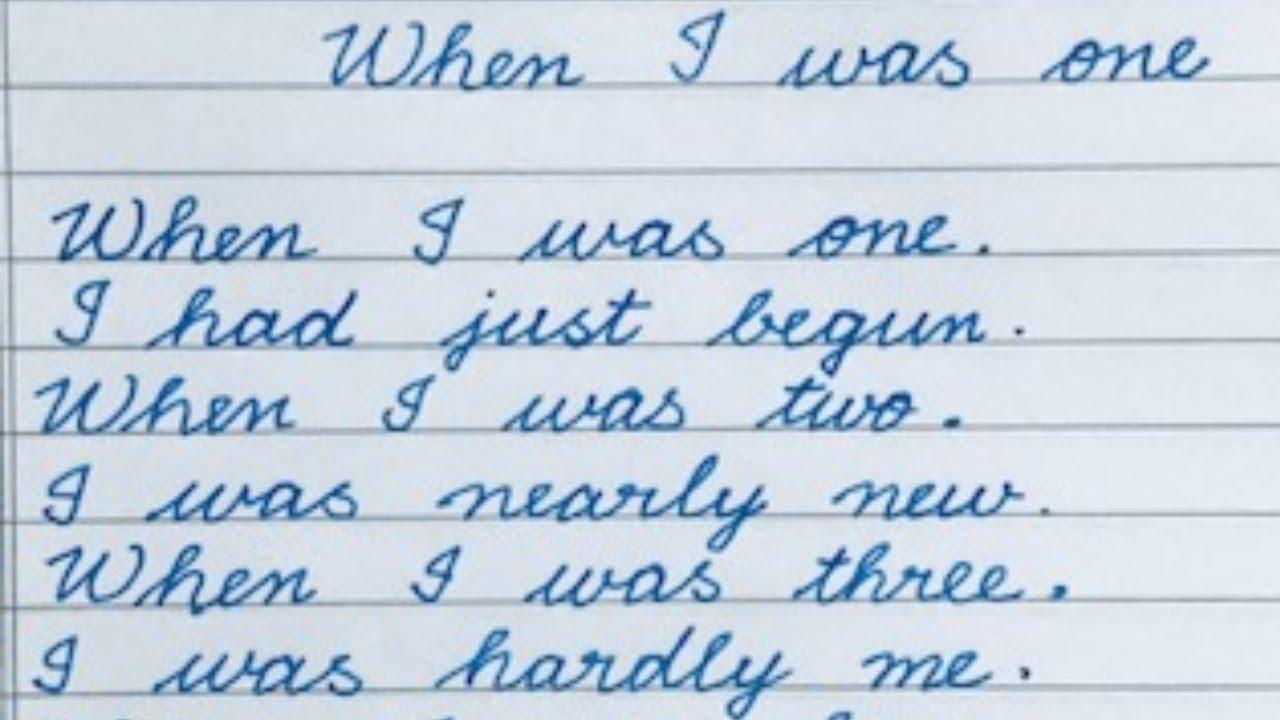 When I was one
When I was one.
I had just begun.
When I was two.
I was nearly new.
When I was three.
I was hardly me.